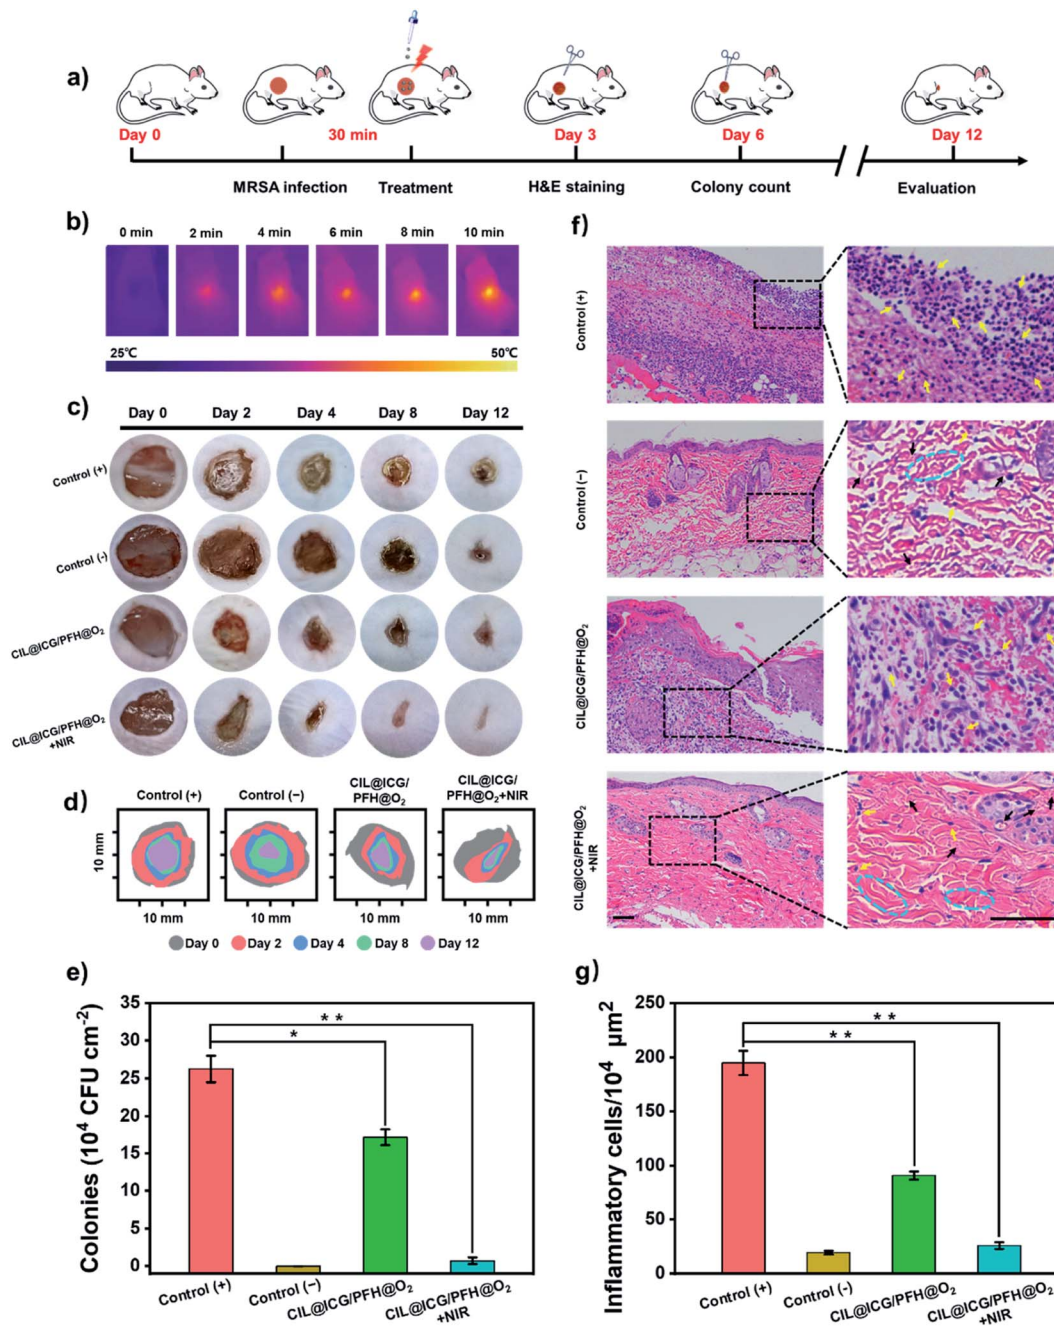 a)
Day 0
30 min
Day 3
Day 6
Day 12
MRSA infection
Treatment
H&E staining
Colony count
Evaluation
b)
0 min
2 min
4 min
6 min
8 min
10 min
25℃
50℃
c)
Day 0
Day 2
Day 4
Day 8
Day 12
Control (+)
Control (-)
CIL@ICG/PFH@O₂
CIL@ICG/PFH@O₂
+NIR
d)
Control (+)
Control (−)
CIL@ICG/
PFH@O₂
CIL@ICG/
PFH@O₂+NIR
10 mm
10 mm
10 mm
10 mm
10 mm
Day 0
Day 2
Day 4
Day 8
Day 12
e)
Colonies (10⁴ CFU cm⁻²)
35
30
25
20
15
10
5
0
* *
*
Control (+)
Control (−)
CIL@ICG/PFH@O₂
CIL@ICG/PFH@O₂
+NIR
f)
Control (+)
Control (−)
CIL@ICG/PFH@O₂
CIL@ICG/PFH@O₂
+NIR
g)
Inflammatory cells/10⁴ μm²
250
200
150
100
50
0
* *
* *
Control (+)
Control (-)
CIL@ICG/PFH@O₂
CIL@ICG/PFH@O₂
+NIR